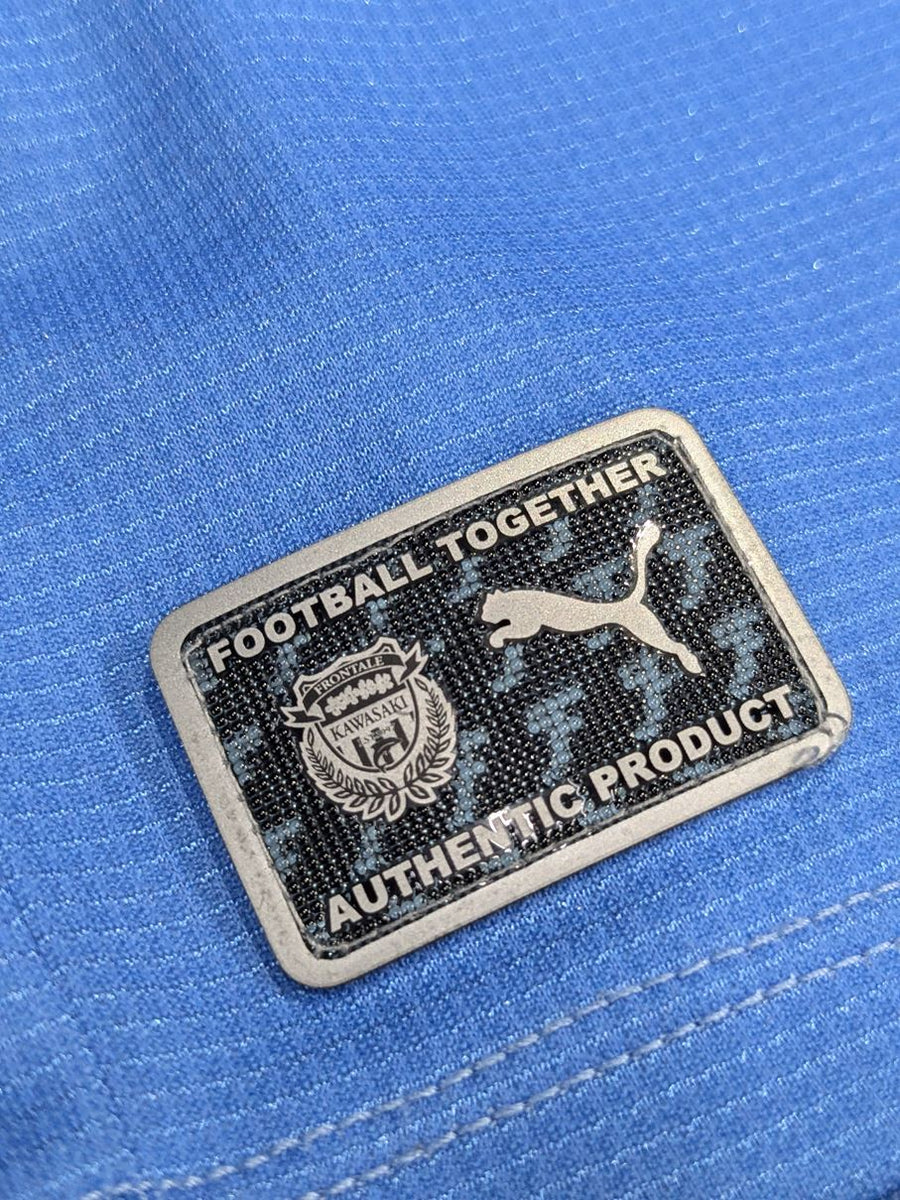 FOOTBALL TOGETHER
FRONTALE
KAWASAKI
AUTHENTIC PRODUCT